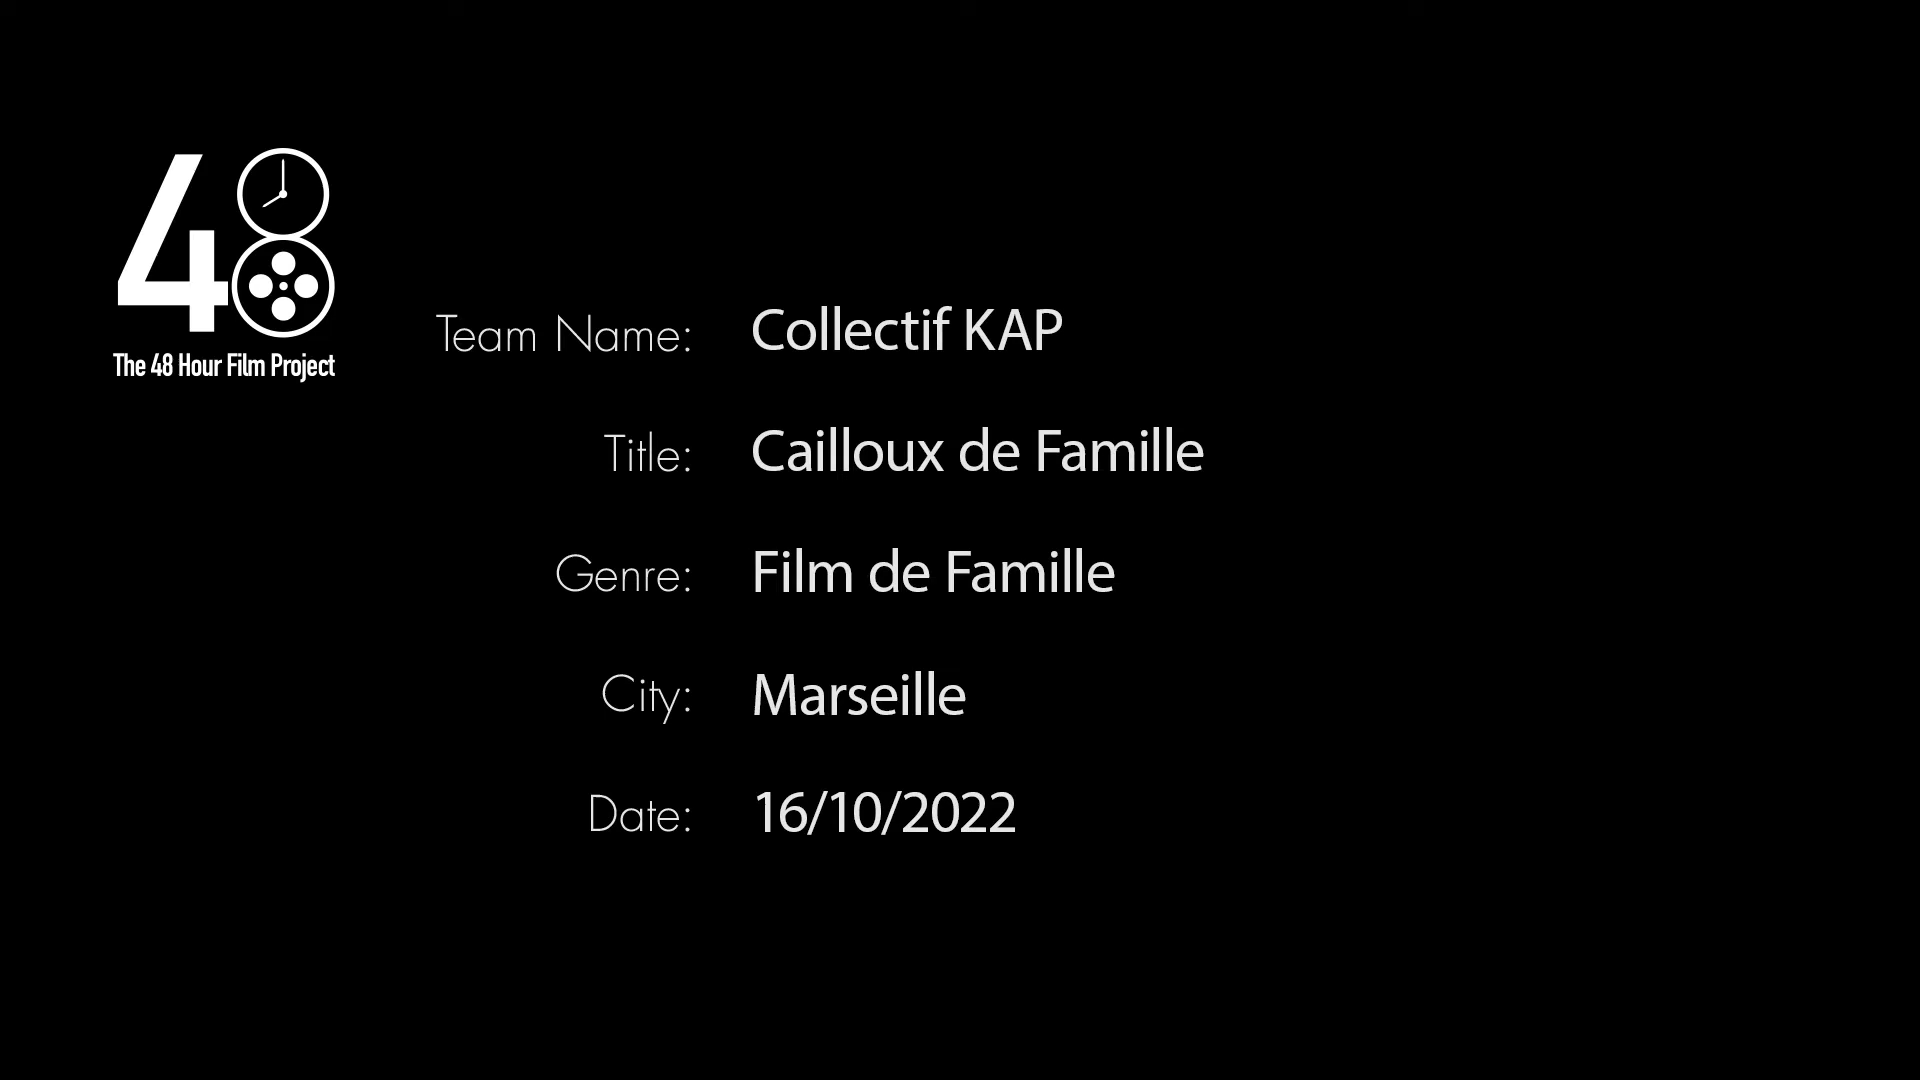 48
The 48 Hour Film Project
Team Name: Collectif KAP
Title: Cailloux de Famille
Genre: Film de Famille
City: Marseille
Date: 16/10/2022